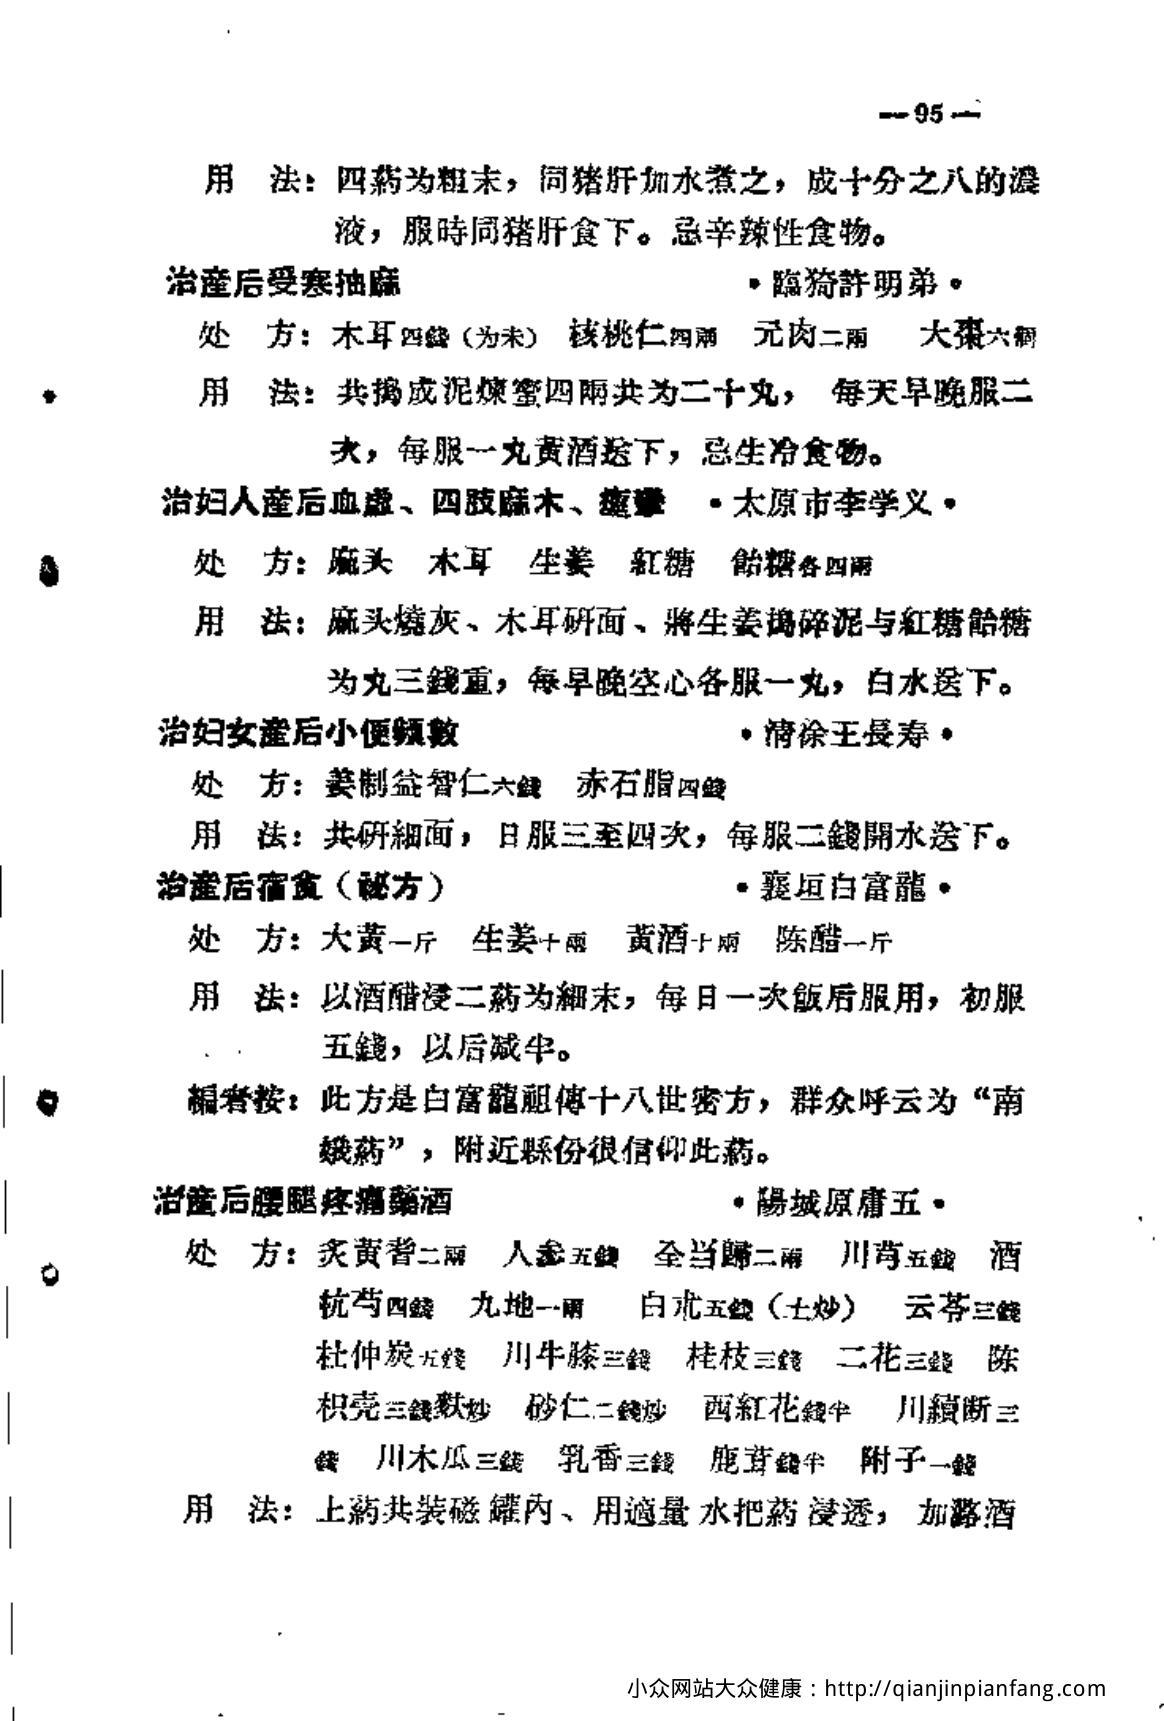 —95—
用 法：四葯为粗末，同猪肝加水煮之，成十分之八的濃
液，服時同猪肝食下。忌辛辣性食物。
治産后受寒抽麻 •臨猗許明弟•
处 方：木耳四錢（为末） 核桃仁四兩 元肉二兩 大棗六個
用 法：共搗成泥煉蜜四兩共为二十丸， 每天早晚服二
次，每服一丸黃酒送下，忌生冷食物。
治妇人産后血虛、四肢麻木、瘈攣 •太原市李学义•
处 方：麻头 木耳 生姜 紅糖 飴糖各四兩
用 法：麻头燒灰、木耳研面、將生姜搗碎泥与紅糖飴糖
为丸三錢重，每早晚空心各服一丸，白水送下。
治妇女産后小便頻數 •清徐王長寿•
处 方：姜制益智仁六錢 赤石脂四錢
用 法：共研細面，日服三至四次，每服二錢開水送下。
治産后宿食（祕方） •襄垣白富龍•
处 方：大黃一斤 生姜十兩 黃酒十兩 陈醋一斤
用 法：以酒醋浸二葯为細末，每日一次飯后服用，初服
五錢，以后減半。
編者按：此方是白富龍祖傳十八世密方，群众呼云为“南
娥葯”，附近縣份很信仰此葯。
治産后腰腿疼痛藥酒 •陽城原庸五•
处 方：炙黃耆二兩 人參五錢 全当歸二兩 川芎五錢 酒
杭芍四錢 九地一兩 白朮五錢（土炒） 云苓三錢
杜仲炭五錢 川牛膝三錢 桂枝三錢 二花三錢 陈
枳壳三錢麩炒 砂仁二錢炒 西紅花錢半 川續断三
錢 川木瓜三錢 乳香三錢 鹿茸錢半 附子一錢
用 法：上葯共裝磁罐內、用適量水把葯浸透， 加潞酒
小众网站大众健康：http://qianjinpianfang.com